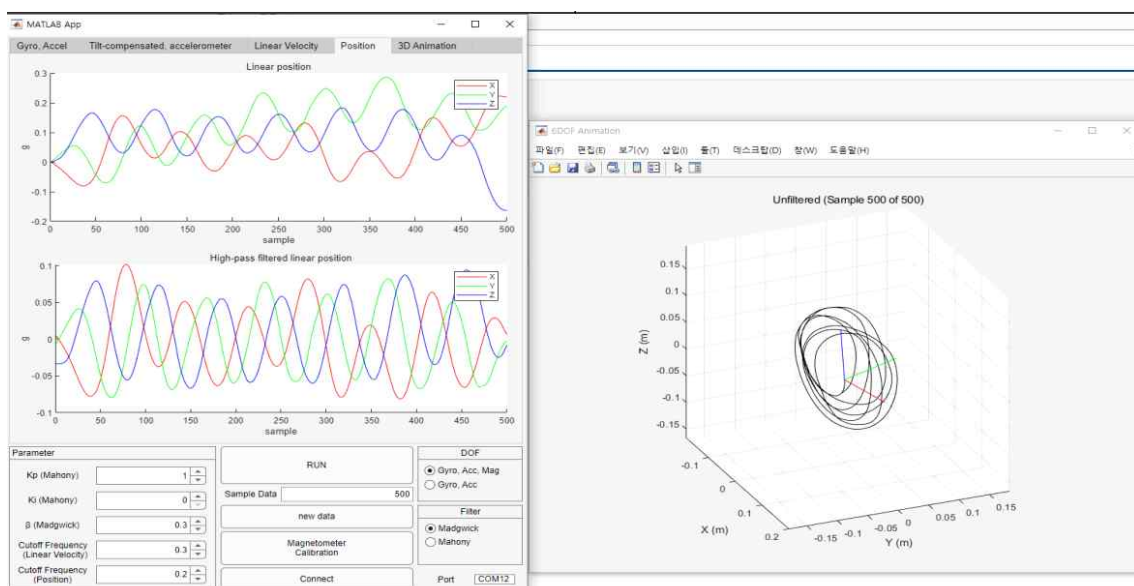 MATLAB App
Gyro, Accel Tilt-compensated, accelerometer Linear Velocity Position 3D Animation
Linear position
0.3
0.2
0.1
0
-0.1
-0.2
g
X
Y
Z
0 50 100 150 200 250 300 350 400 450 500
sample
High-pass filtered linear position
0.1
0.05
0
-0.05
-0.1
g
X
Y
Z
0 50 100 150 200 250 300 350 400 450 500
sample
Parameter
Kp (Mahony) 1
Ki (Mahony) 0
β (Madgwick) 0.3
Cutoff Frequency
(Linear Velocity) 0.3
Cutoff Frequency
(Position) 0.2
RUN
Sample Data 500
new data
Magnetometer
Calibration
Connect
DOF
Gyro, Acc, Mag
Gyro, Acc
Filter
Madgwick
Mahony
Port COM12
6DOF Animation
파일(F) 편집(E) 보기(V) 삽입(I) 툴(T) 데스크탑(D) 창(W) 도움말(H)
Unfiltered (Sample 500 of 500)
0.15
0.1
0.05
0
-0.05
-0.1
-0.15
Z (m)
-0.1
0
0.1
0.2
X (m)
-0.15 -0.1 -0.05 0 0.05 0.1 0.15
Y (m)